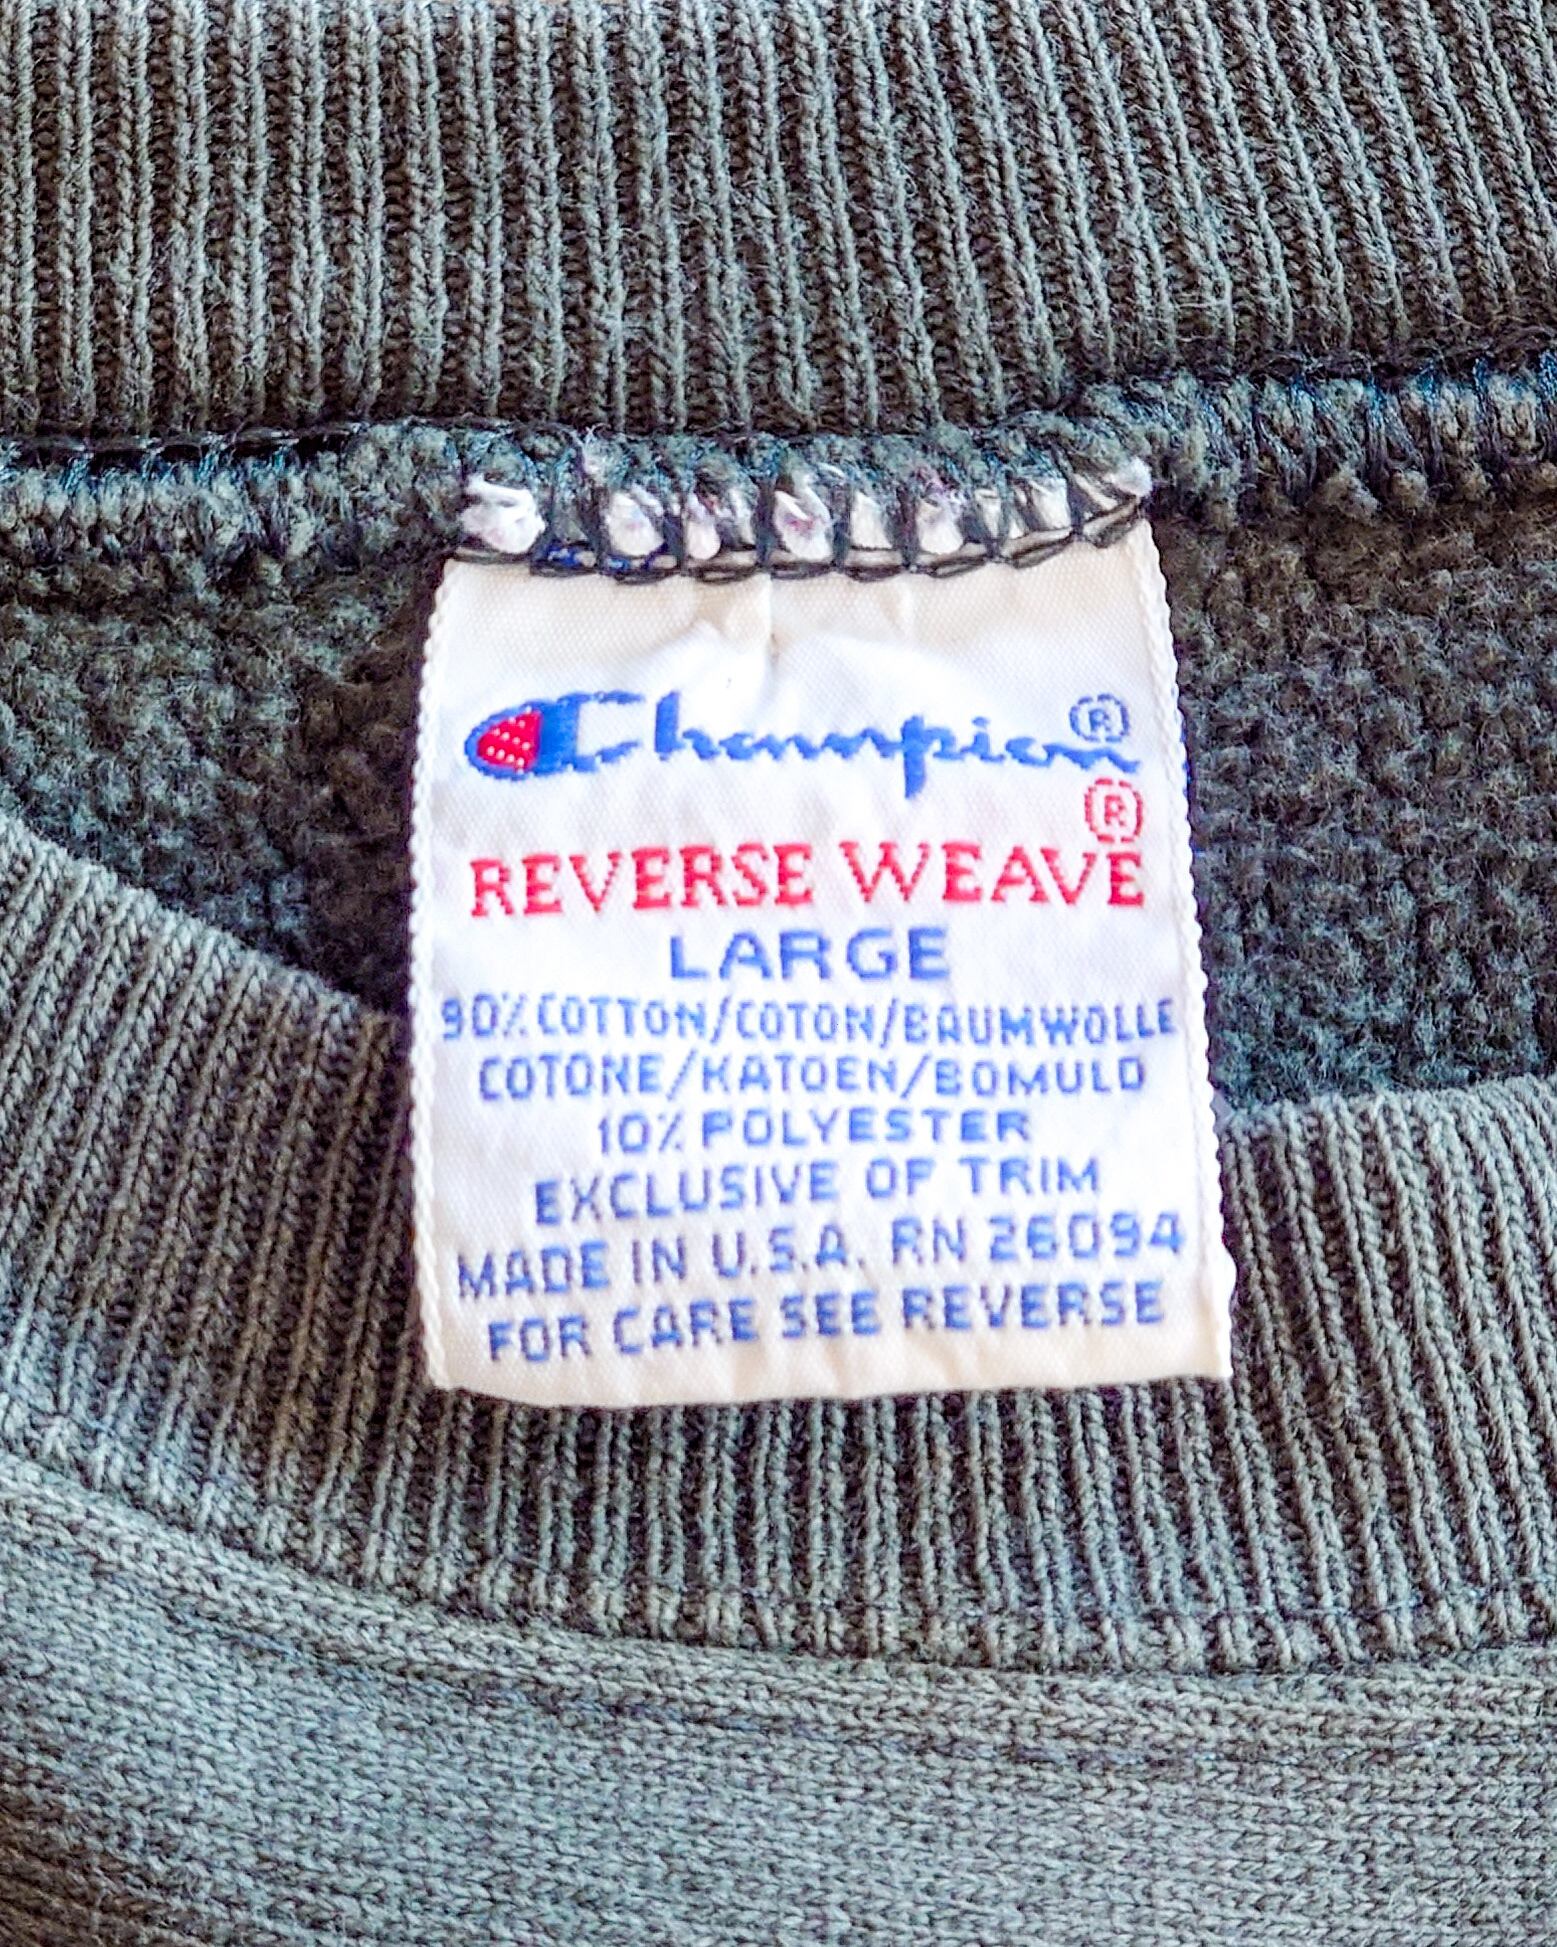 Champion®
REVERSE WEAVE®
LARGE
90% COTTON/COTON/BAUMWOLLE
COTONE/KATOEN/BOMULD
10% POLYESTER
EXCLUSIVE OF TRIM
MADE IN U.S.A. RN 26094
FOR CARE SEE REVERSE